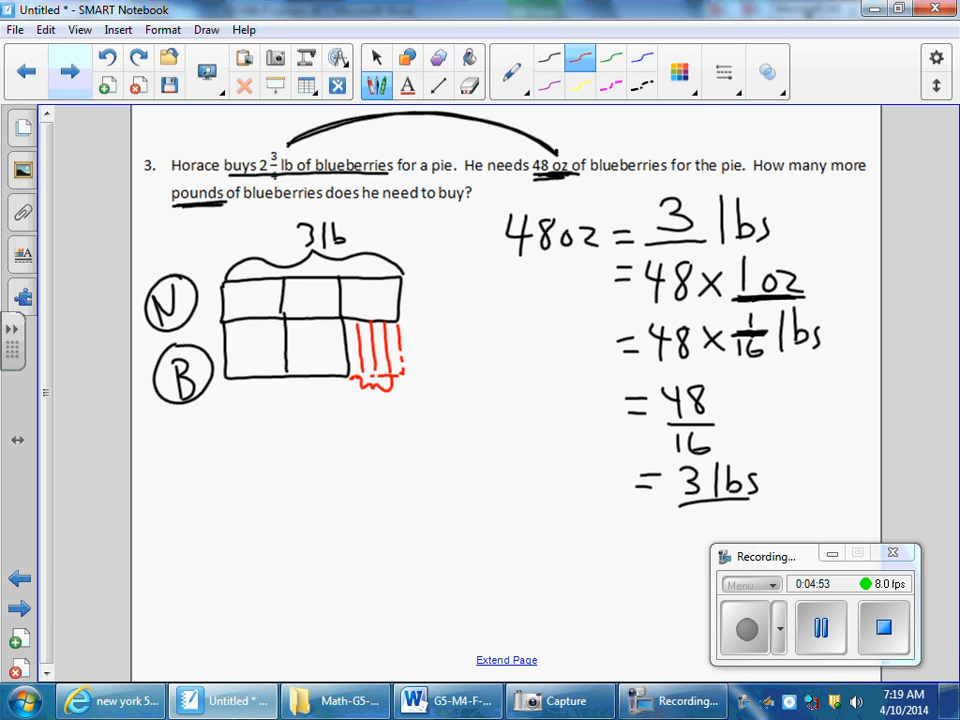 Untitled * - SMART Notebook
File Edit View Insert Format Draw Help
3. Horace buys 2 3/4 lb of blueberries for a pie. He needs 48 oz of blueberries for the pie. How many more
pounds of blueberries does he need to buy?
3 lb
N
B
48 oz = 3 lbs
= 48 × 1 oz
= 48 × 1/16 lbs
= 48/16
= 3 lbs
Recording...
Menu
0:04:53
8.0 fps
Extend Page
new york 5...
Untitled * ...
Math-G5-...
G5-M4-F-...
Capture
Recording...
7:19 AM
4/10/2014